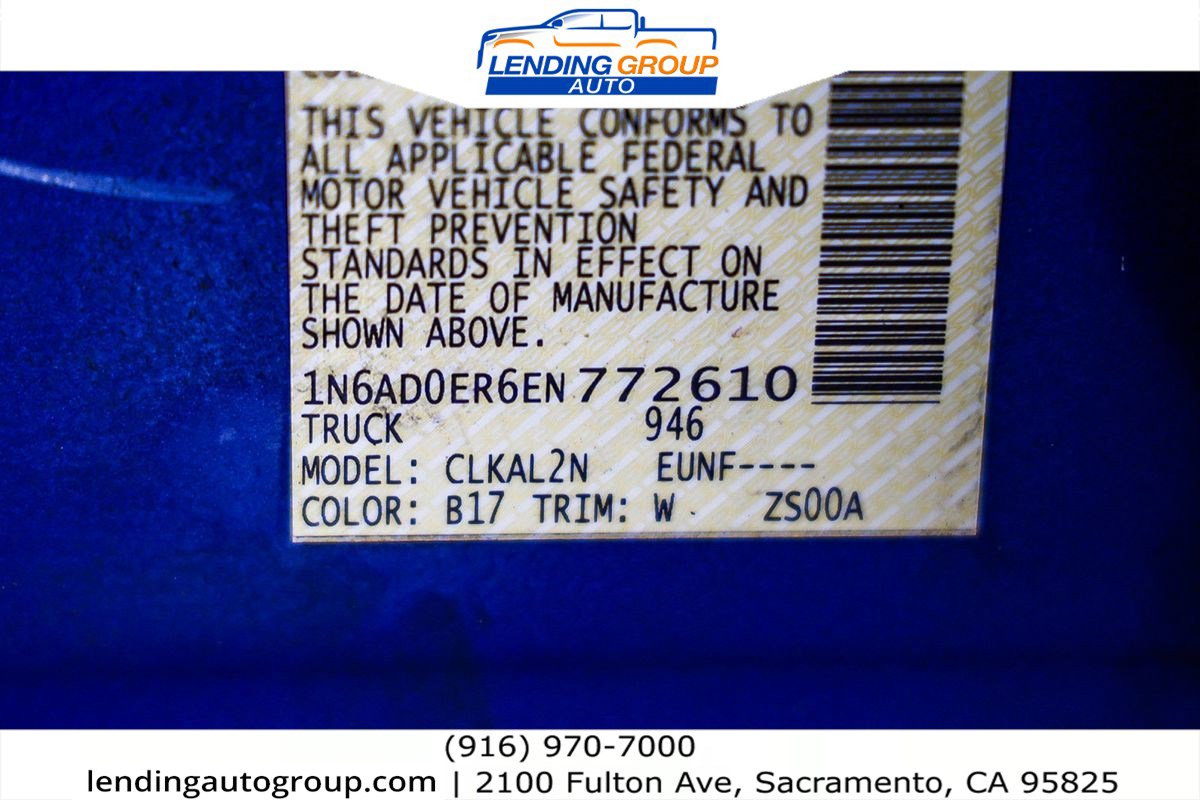 LENDING GROUP
AUTO
THIS VEHICLE CONFORMS TO
ALL APPLICABLE FEDERAL
MOTOR VEHICLE SAFETY AND
THEFT PREVENTION
STANDARDS IN EFFECT ON
THE DATE OF MANUFACTURE
SHOWN ABOVE.
1N6AD0ER6EN772610
TRUCK 946
MODEL: CLKAL2N EUNF----
COLOR: B17 TRIM: W ZS00A
(916) 970-7000
lendingautogroup.com | 2100 Fulton Ave, Sacramento, CA 95825